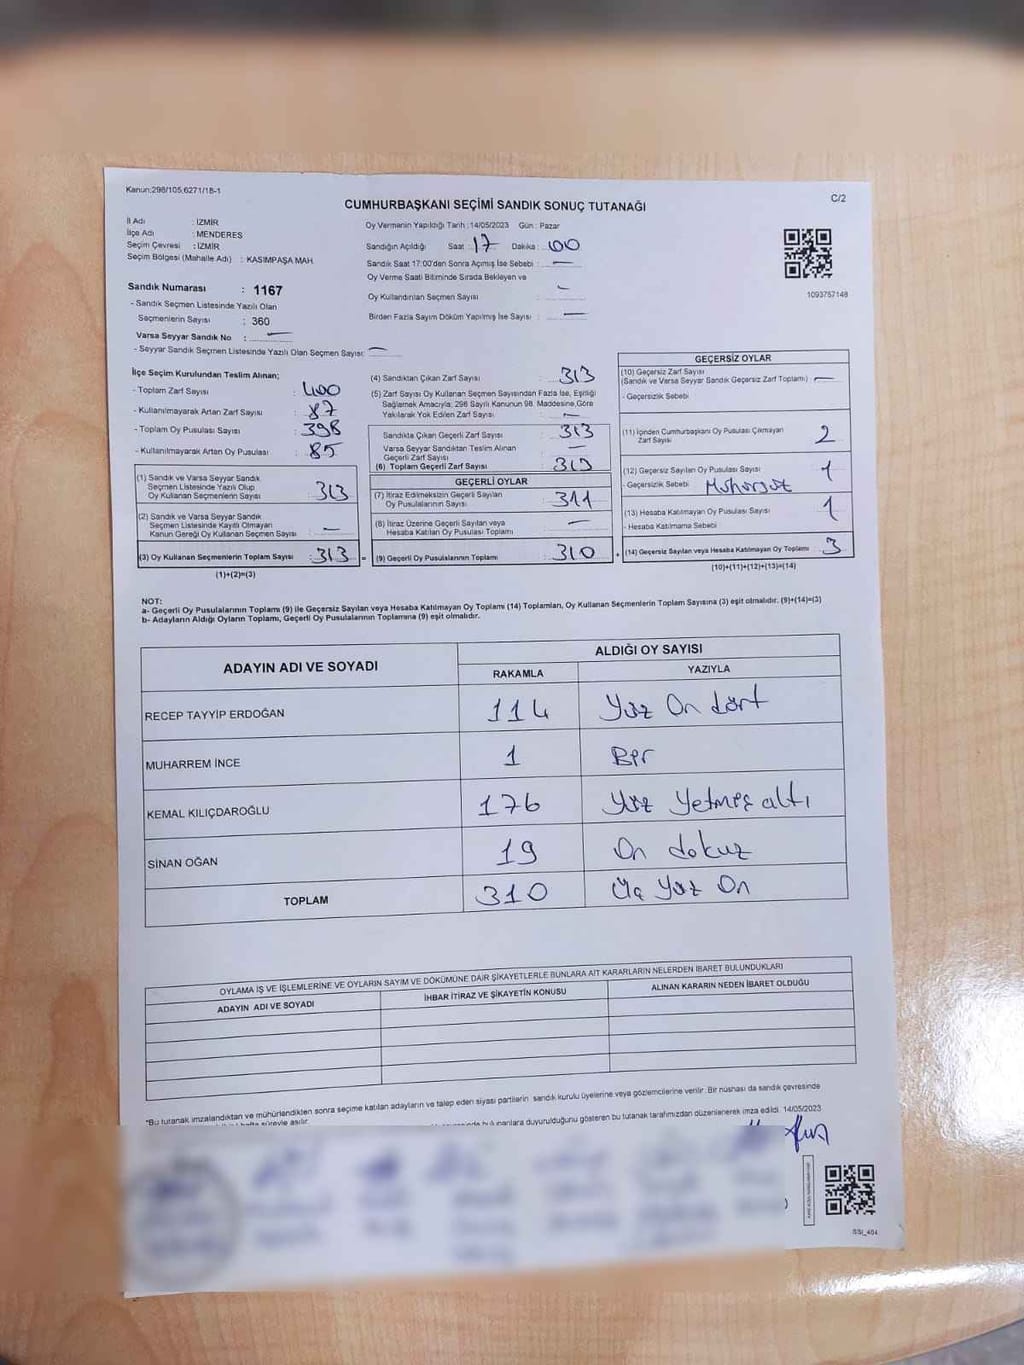 Kanun:298/105,6271/18-1
C/2
CUMHURBAŞKANI SEÇİMİ SANDIK SONUÇ TUTANAĞI
İl Adı : İZMİR
İlçe Adı : MENDERES
Seçim Çevresi : İZMİR
Seçim Bölgesi (Mahalle Adı) : KASIMPAŞA MAH.
Oy Vermenin Yapıldığı Tarih :14/05/2023 Gün : Pazar
Sandığın Açıldığı Saat : 17 Dakika : 00
Sandık Saat 17:00'dan Sonra Açılmış İse Sebebi : —
Oy Verme Saati Bitiminde Sırada Bekleyen ve
Oy Kullandırılan Seçmen Sayısı : —
Birden Fazla Sayım Döküm Yapılmış İse Sayısı : —
1093757148
Sandık Numarası : 1167
- Sandık Seçmen Listesinde Yazılı Olan
Seçmenlerin Sayısı : 360
Varsa Seyyar Sandık No : —
- Seyyar Sandık Seçmen Listesinde Yazılı Olan Seçmen Sayısı: —
İlçe Seçim Kurulundan Teslim Alınan;
- Toplam Zarf Sayısı : 400
- Kullanılmayarak Artan Zarf Sayısı : 87
- Toplam Oy Pusulası Sayısı : 398
- Kullanılmayarak Artan Oy Pusulası : 85
(1) Sandık ve Varsa Seyyar Sandık
Seçmen Listesinde Yazılı Olup
Oy Kullanan Seçmenlerin Sayısı : 313
(2) Sandık ve Varsa Seyyar Sandık
Seçmen Listesinde Kayıtlı Olmayan
Kanun Gereği Oy Kullanan Seçmen Sayısı : —
(3) Oy Kullanan Seçmenlerin Toplam Sayısı : 313
(1)+(2)=(3)
(4) Sandıktan Çıkan Zarf Sayısı : 313
(5) Zarf Sayısı Oy Kullanan Seçmen Sayısından Fazla İse, Eşitliği
Sağlamak Amacıyla; 298 Sayılı Kanunun 98. Maddesine Göre
Yakılarak Yok Edilen Zarf Sayısı : —
Sandıkta Çıkan Geçerli Zarf Sayısı : 313
Varsa Seyyar Sandıktan Teslim Alınan
Geçerli Zarf Sayısı : —
(6) Toplam Geçerli Zarf Sayısı : 313
GEÇERLİ OYLAR
(7) İtiraz Edilmeksizin Geçerli Sayılan
Oy Pusulalarının Sayısı : 311
(8) İtiraz Üzerine Geçerli Sayılan veya
Hesaba Katılan Oy Pusulası Toplamı : —
(9) Geçerli Oy Pusulalarının Toplamı : 310
GEÇERSİZ OYLAR
(10) Geçersiz Zarf Sayısı
(Sandık ve Varsa Seyyar Sandık Geçersiz Zarf Toplamı) : —
- Geçersizlik Sebebi
(11) İçinden Cumhurbaşkanı Oy Pusulası Çıkmayan
Zarf Sayısı 2
(12) Geçersiz Sayılan Oy Pusulası Sayısı 1
- Geçersizlik Sebebi Mühürsüz
(13) Hesaba Katılmayan Oy Pusulası Sayısı 1
- Hesaba Katılmama Sebebi
(14) Geçersiz Sayılan veya Hesaba Katılmayan Oy Toplamı : 3
(10)+(11)+(12)+(13)=(14)
NOT:
a- Geçerli Oy Pusulalarının Toplamı (9) ile Geçersiz Sayılan veya Hesaba Katılmayan Oy Toplamı (14) Toplamları, Oy Kullanan Seçmenlerin Toplam Sayısına (3) eşit olmalıdır. (9)+(14)=(3)
b- Adayların Aldığı Oyların Toplamı, Geçerli Oy Pusulalarının Toplamına (9) eşit olmalıdır.
ADAYIN ADI VE SOYADI
ALDIĞI OY SAYISI
RAKAMLA YAZIYLA
RECEP TAYYİP ERDOĞAN 114 Yüz On dört
MUHARREM İNCE 1 Bir
KEMAL KILIÇDAROĞLU 176 Yüz Yetmiş altı
SİNAN OĞAN 19 On dokuz
TOPLAM 310 Üç Yüz On
OYLAMA İŞ VE İŞLEMLERİNE VE OYLARIN SAYIM VE DÖKÜMÜNE DAİR ŞİKAYETLERLE BUNLARA AİT KARARLARIN NELERDEN İBARET BULUNDUKLARI
ADAYIN ADI VE SOYADI İHBAR İTİRAZ VE ŞİKAYETİN KONUSU ALINAN KARARIN NEDEN İBARET OLDUĞU
"Bu tutanak imzalandıktan ve mühürlendikten sonra seçime katılan adayların ve talep eden siyasi partilerin sandık kurulu üyelerine veya gözlemcilerine verilir. Bir nüshası da sandık çevresinde
hafta süreyle asılır. bulunanlara duyurulduğunu gösteren bu tutanak tarafımızdan düzenlenerek imza edildi. 14/05/2023